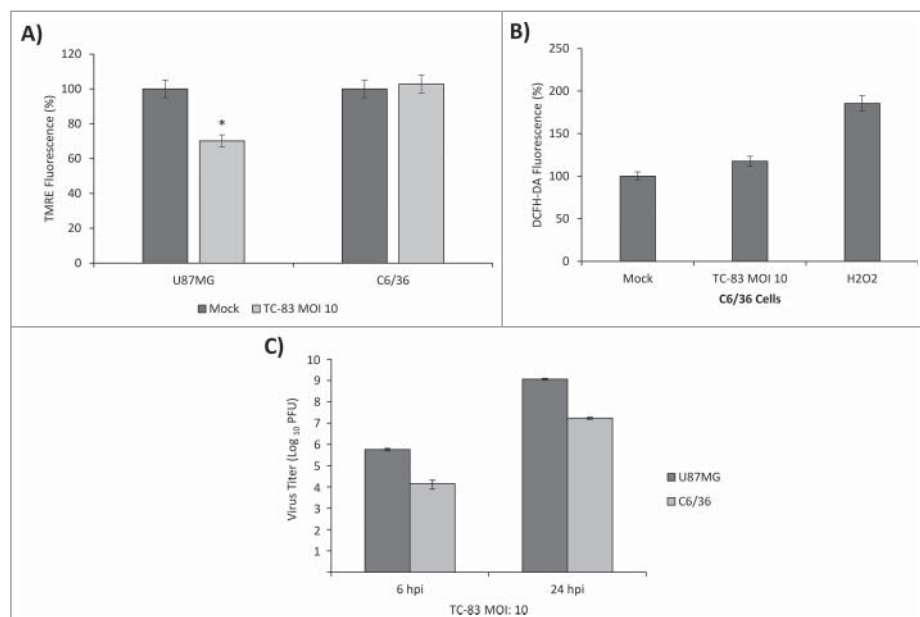 A)
TMRE Fluorescence (%)
120
100
80
60
40
20
0
*
U87MG
C6/36
Mock
TC-83 MOI 10
B)
DCFH-DA Fluorescence (%)
250
200
150
100
50
0
Mock
TC-83 MOI 10
H2O2
C6/36 Cells
C)
Virus Titer (Log 10 PFU)
10
9
8
7
6
5
4
3
2
1
6 hpi
24 hpi
TC-83 MOI: 10
U87MG
C6/36